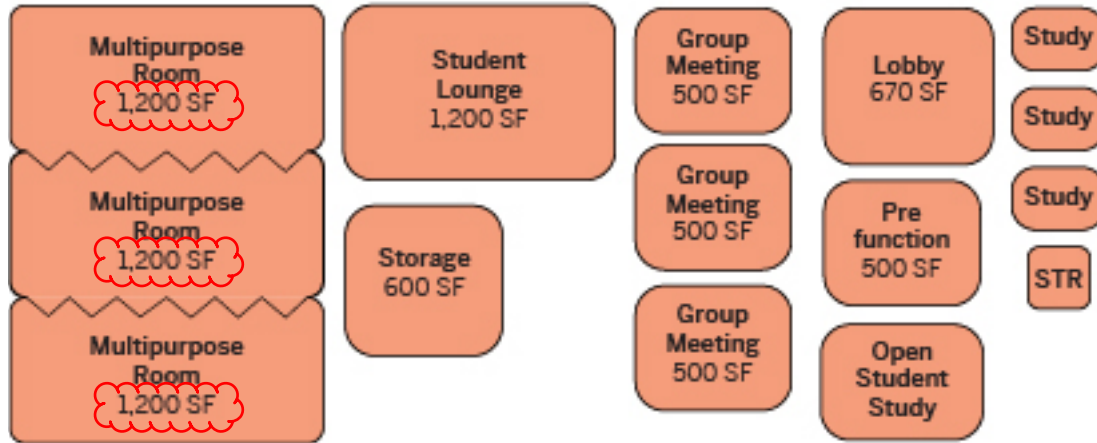 Multipurpose
Room
1,200 SF
Multipurpose
Room
1,200 SF
Multipurpose
Room
1,200 SF
Student
Lounge
1,200 SF
Storage
600 SF
Group
Meeting
500 SF
Group
Meeting
500 SF
Group
Meeting
500 SF
Lobby
670 SF
Pre
function
500 SF
Open
Student
Study
Study
Study
Study
STR